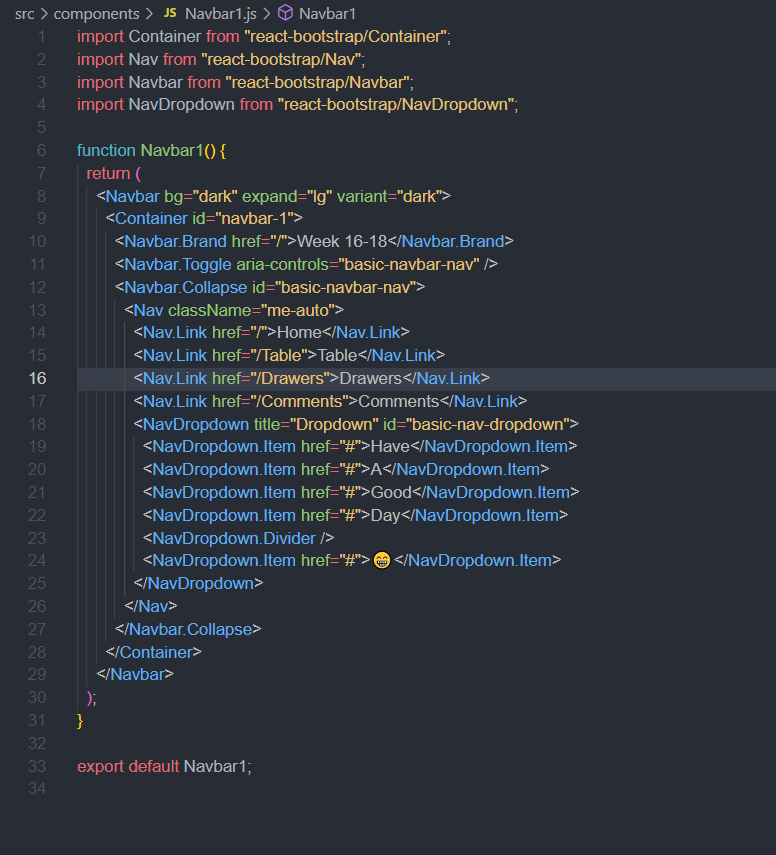 src > components > JS Navbar1.js > Navbar1
1 import Container from "react-bootstrap/Container";
2 import Nav from "react-bootstrap/Nav";
3 import Navbar from "react-bootstrap/Navbar";
4 import NavDropdown from "react-bootstrap/NavDropdown";
5
6 function Navbar1() {
7 return (
8 <Navbar bg="dark" expand="lg" variant="dark">
9 <Container id="navbar-1">
10 <Navbar.Brand href="/">Week 16-18</Navbar.Brand>
11 <Navbar.Toggle aria-controls="basic-navbar-nav" />
12 <Navbar.Collapse id="basic-navbar-nav">
13 <Nav className="me-auto">
14 <Nav.Link href="/">Home</Nav.Link>
15 <Nav.Link href="/Table">Table</Nav.Link>
16 <Nav.Link href="/Drawers">Drawers</Nav.Link>
17 <Nav.Link href="/Comments">Comments</Nav.Link>
18 <NavDropdown title="Dropdown" id="basic-nav-dropdown">
19 <NavDropdown.Item href="#">Have</NavDropdown.Item>
20 <NavDropdown.Item href="#">A</NavDropdown.Item>
21 <NavDropdown.Item href="#">Good</NavDropdown.Item>
22 <NavDropdown.Item href="#">Day</NavDropdown.Item>
23 <NavDropdown.Divider />
24 <NavDropdown.Item href="#">😁</NavDropdown.Item>
25 </NavDropdown>
26 </Nav>
27 </Navbar.Collapse>
28 </Container>
29 </Navbar>
30 );
31 }
32
33 export default Navbar1;
34